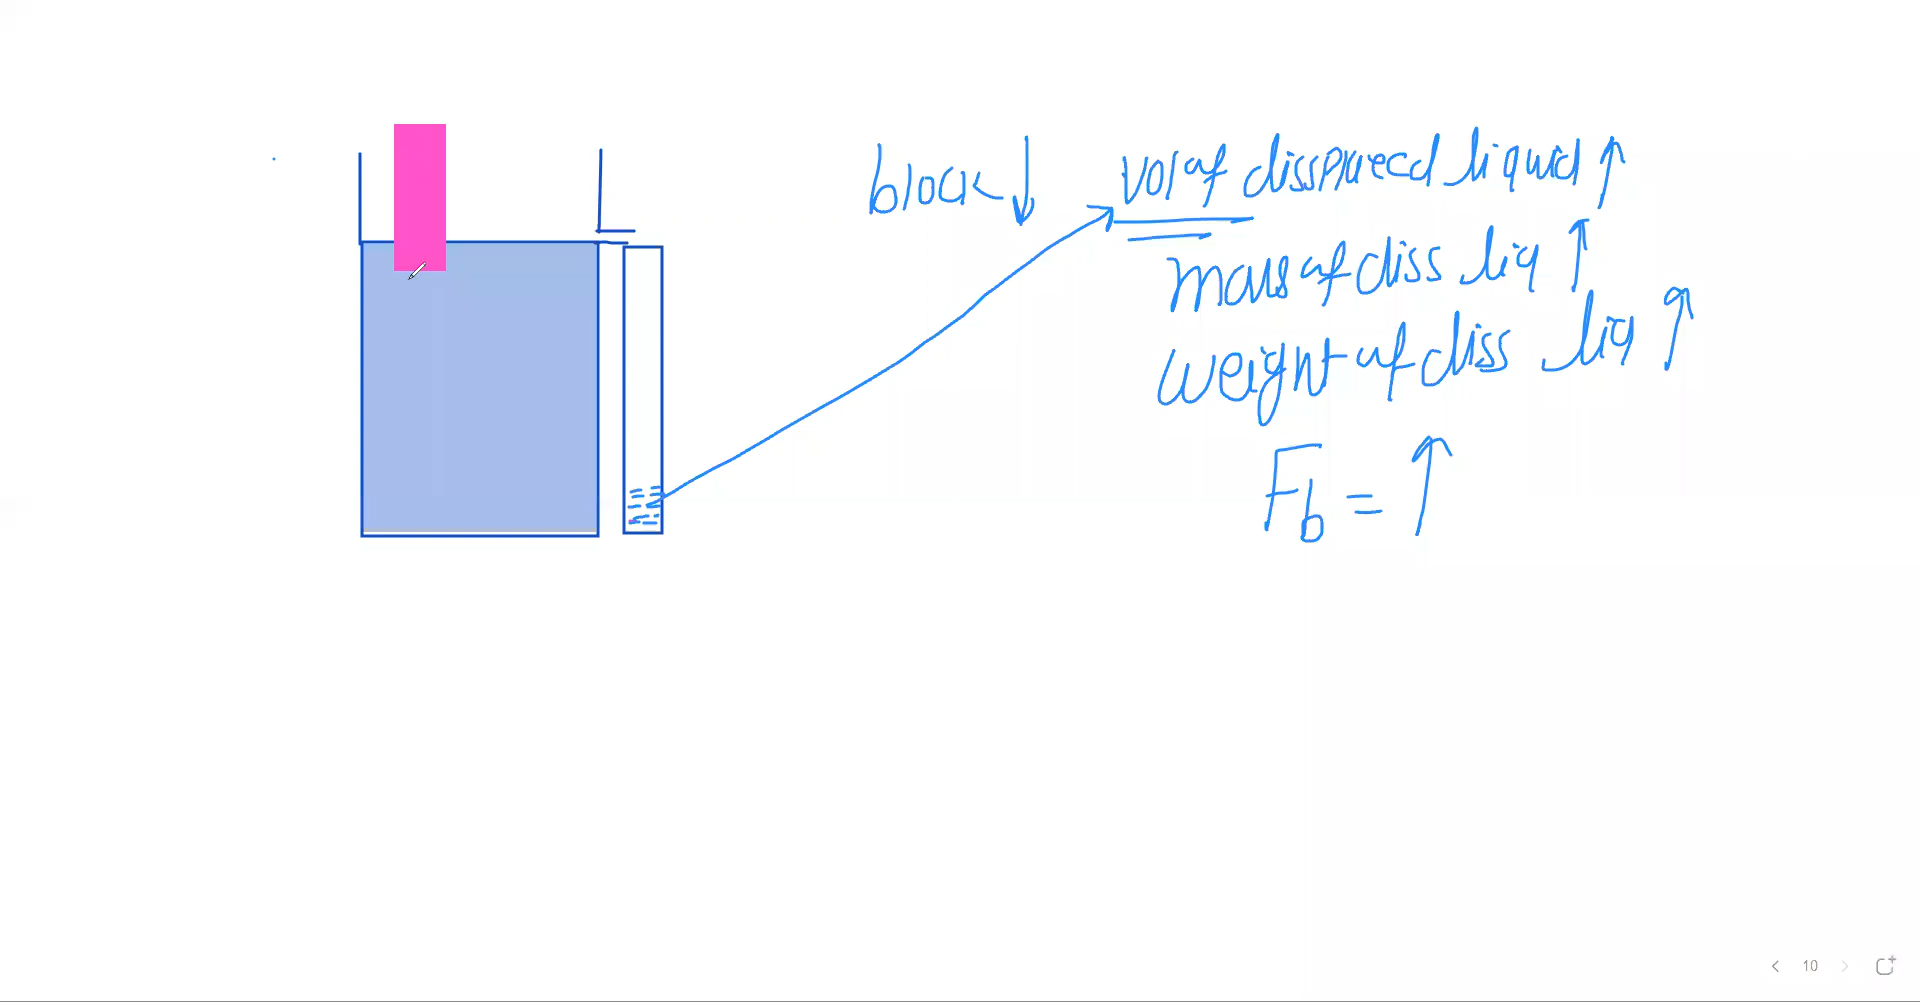 block ↓ vol of dissplaced liquid ↑
mass of diss liq ↑
weight of diss liq ↑
Fb = ↑
10